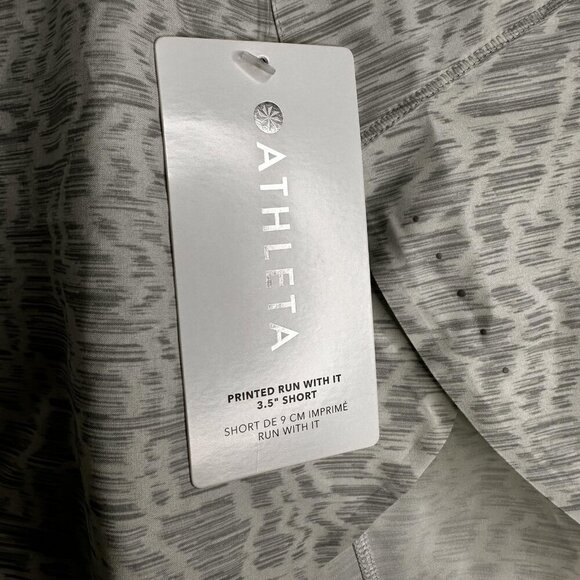 ATHLETA
PRINTED RUN WITH IT
3.5" SHORT
SHORT DE 9 CM IMPRIMÉ
RUN WITH IT